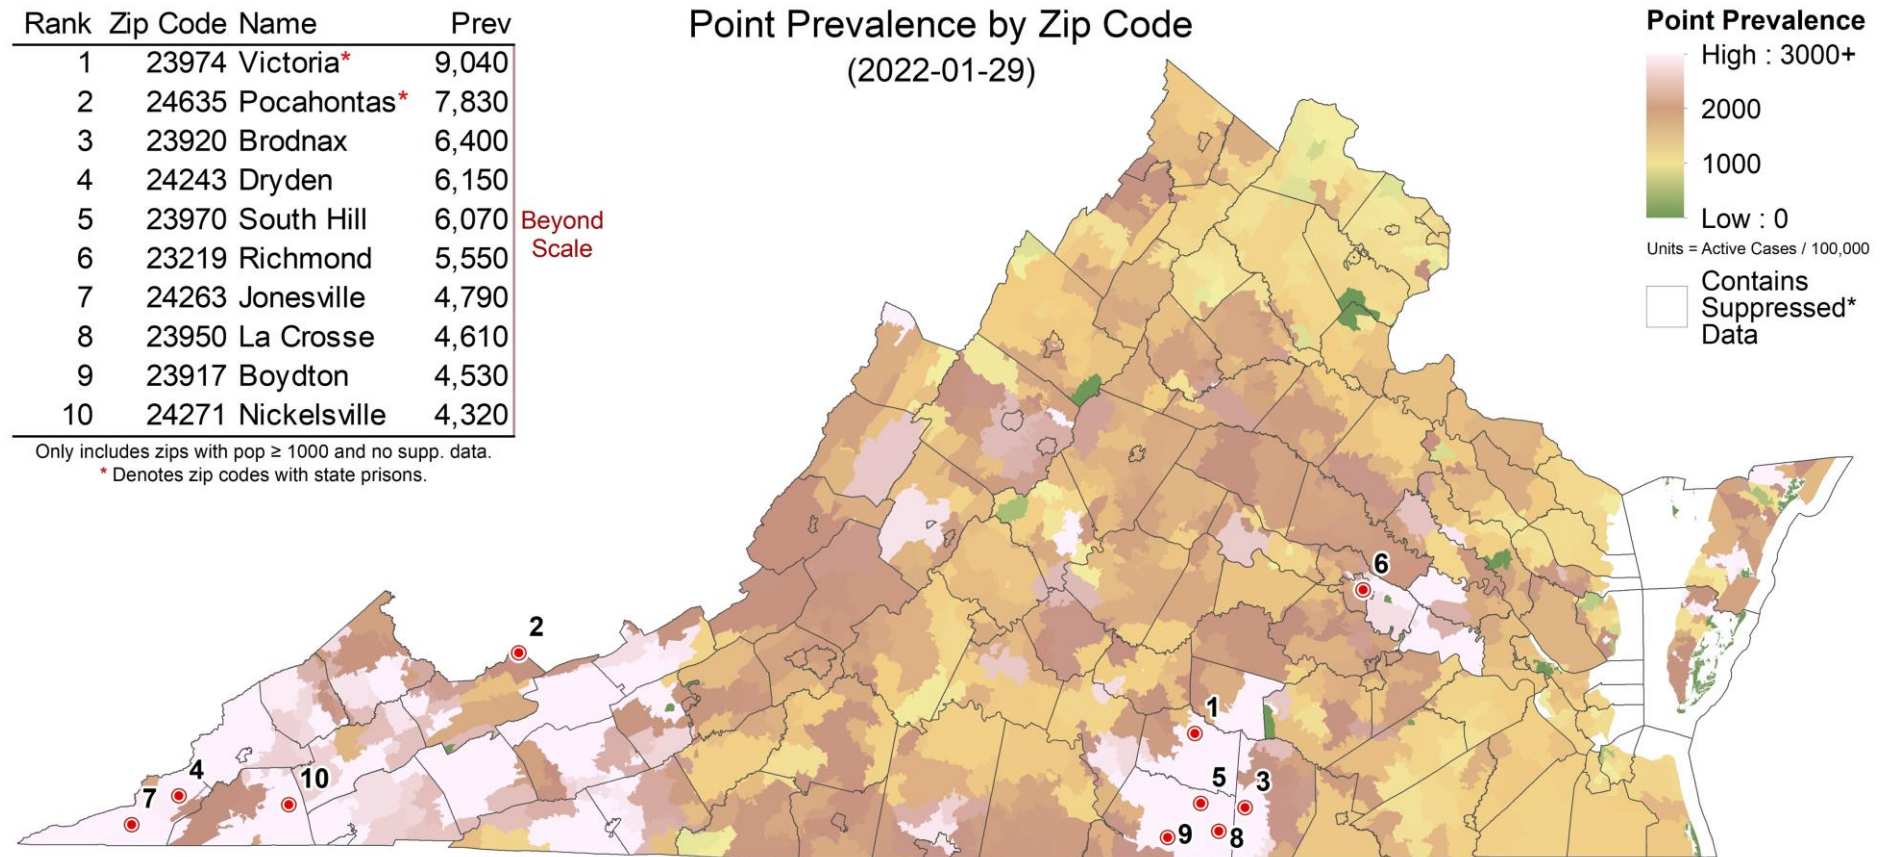 Point Prevalence by Zip Code
(2022-01-29)
Rank Zip Code Name Prev
1 23974 Victoria* 9,040
2 24635 Pocahontas* 7,830
3 23920 Brodnax 6,400
4 24243 Dryden 6,150
5 23970 South Hill 6,070
6 23219 Richmond 5,550
7 24263 Jonesville 4,790
8 23950 La Crosse 4,610
9 23917 Boydton 4,530
10 24271 Nickelsville 4,320
Beyond
Scale
Only includes zips with pop ≥ 1000 and no supp. data.
* Denotes zip codes with state prisons.
Point Prevalence
High : 3000+
2000
1000
Low : 0
Units = Active Cases / 100,000
Contains
Suppressed*
Data
6
2
1
4
10
5
3
7
9
8